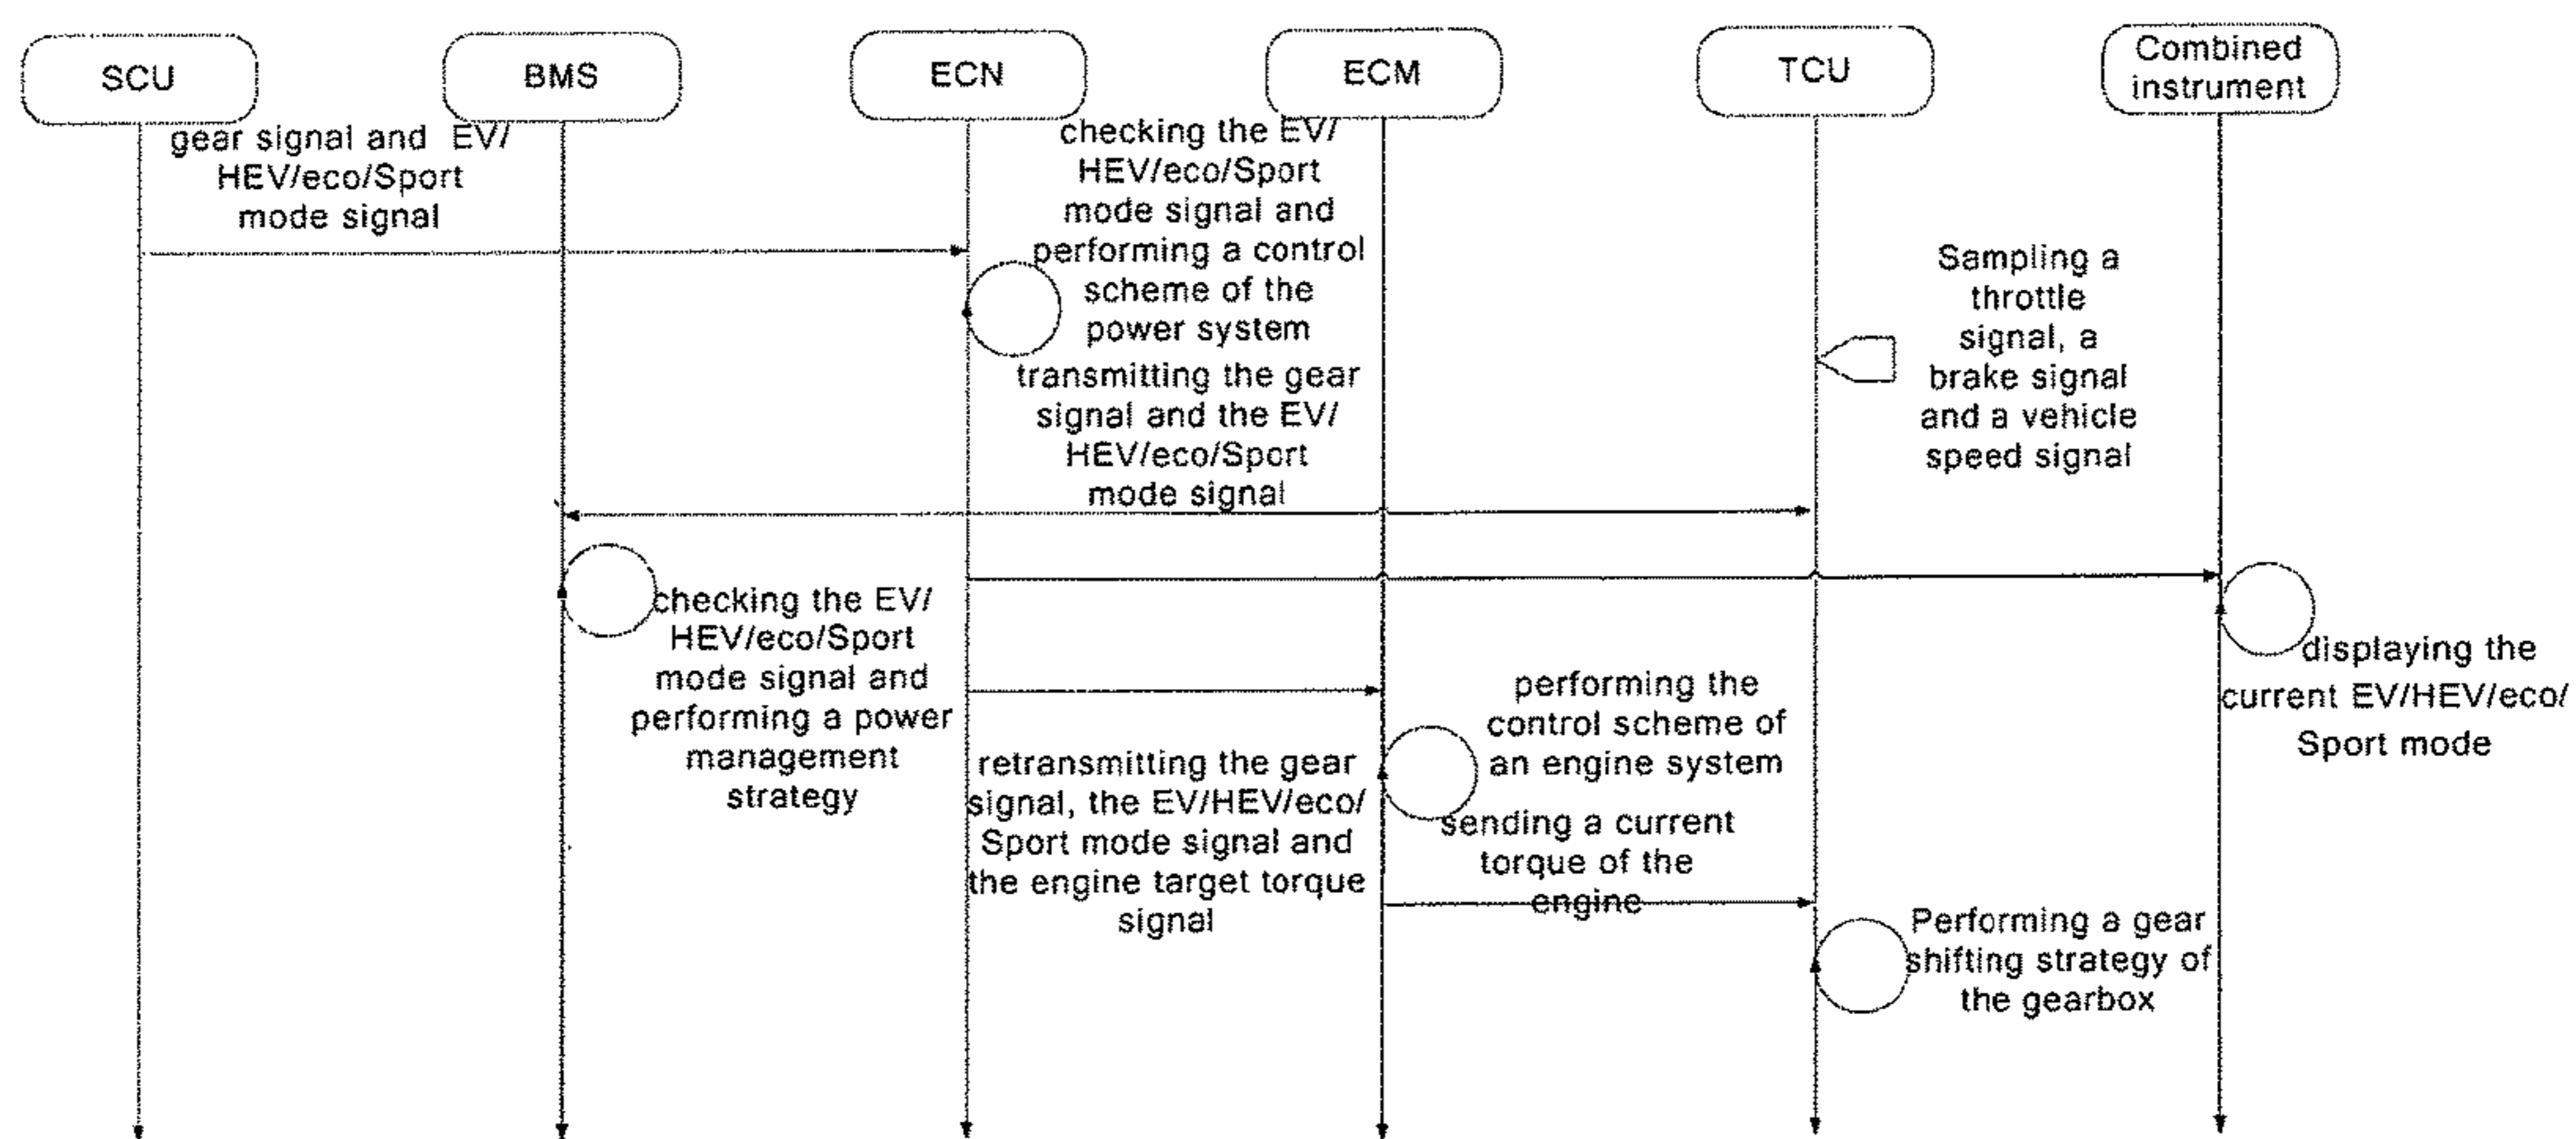 SCU
BMS
ECN
ECM
TCU
Combined
instrument
gear signal and EV/
HEV/eco/Sport
mode signal
checking the EV/
HEV/eco/Sport
mode signal and
performing a control
scheme of the
power system
transmitting the gear
signal and the EV/
HEV/eco/Sport
mode signal
Sampling a
throttle
signal, a
brake signal
and a vehicle
speed signal
checking the EV/
HEV/eco/Sport
mode signal and
performing a power
management
strategy
retransmitting the gear
signal, the EV/HEV/eco/
Sport mode signal and
the engine target torque
signal
performing the
control scheme of
an engine system
sending a current
torque of the
engine
displaying the
current EV/HEV/eco/
Sport mode
Performing a gear
shifting strategy of
the gearbox